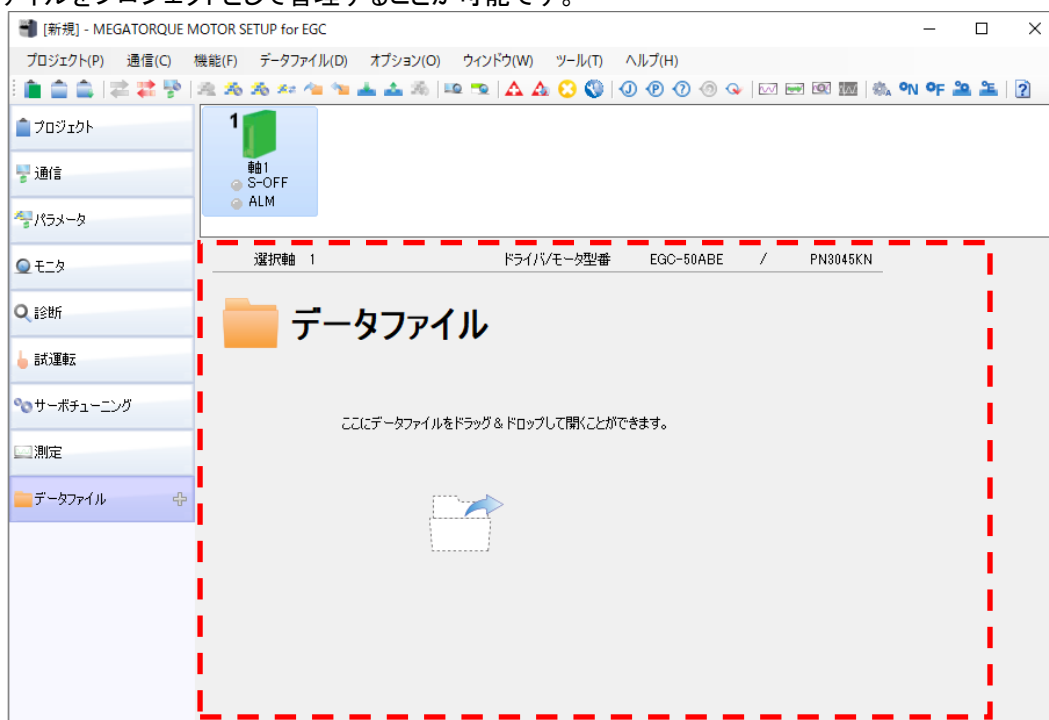 ァイルをプロジェクトとして管理することが可能です。
[新規] - MEGATORQUE MOTOR SETUP for EGC
プロジェクト(P) 通信(C) 機能(F) データファイル(D) オプション(O) ウィンドウ(W) ツール(T) ヘルプ(H)
プロジェクト
通信
パラメータ
モニタ
診断
試運転
サーボチューニング
測定
データファイル
1
軸1
S-OFF
ALM
選択軸 1 ドライバ/モータ型番 EGC-50ABE / PN3045KN
データファイル
ここにデータファイルをドラッグ&ドロップして開くことができます。